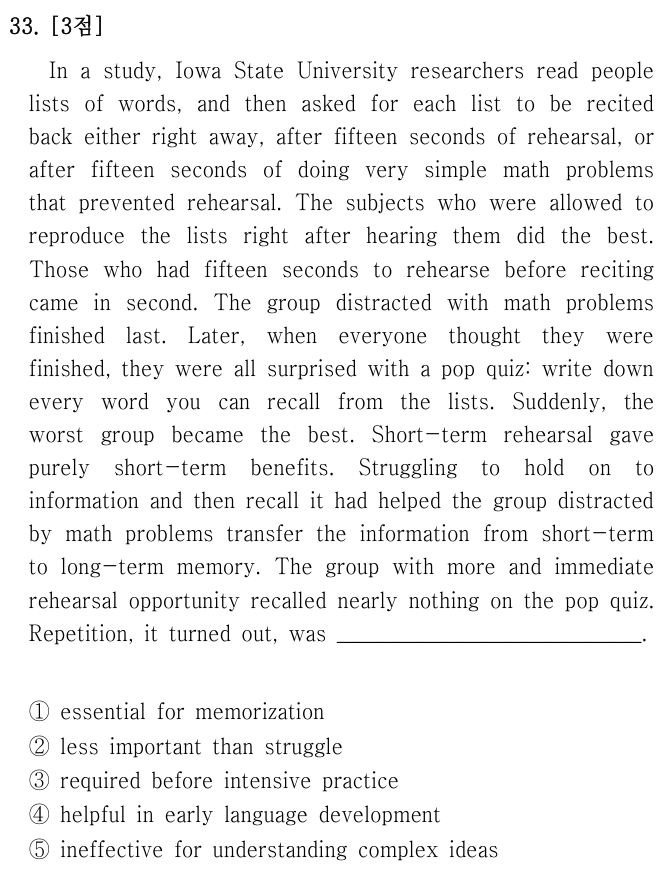 33. [3점]
In a study, Iowa State University researchers read people
lists of words, and then asked for each list to be recited
back either right away, after fifteen seconds of rehearsal, or
after fifteen seconds of doing very simple math problems
that prevented rehearsal. The subjects who were allowed to
reproduce the lists right after hearing them did the best.
Those who had fifteen seconds to rehearse before reciting
came in second. The group distracted with math problems
finished last. Later, when everyone thought they were
finished, they were all surprised with a pop quiz: write down
every word you can recall from the lists. Suddenly, the
worst group became the best. Short-term rehearsal gave
purely short-term benefits. Struggling to hold on to
information and then recall it had helped the group distracted
by math problems transfer the information from short-term
to long-term memory. The group with more and immediate
rehearsal opportunity recalled nearly nothing on the pop quiz.
Repetition, it turned out, was ______________________________.
① essential for memorization
② less important than struggle
③ required before intensive practice
④ helpful in early language development
⑤ ineffective for understanding complex ideas